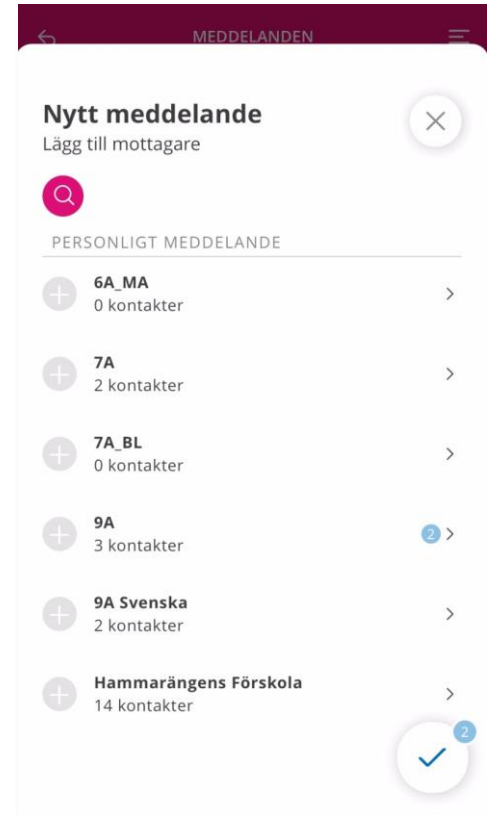 MEDDELANDEN
Nytt meddelande
Lägg till mottagare
PERSONLIGT MEDDELANDE
6A_MA
0 kontakter
7A
2 kontakter
7A_BL
0 kontakter
9A
3 kontakter
2
9A Svenska
2 kontakter
Hammarängens Förskola
14 kontakter
2